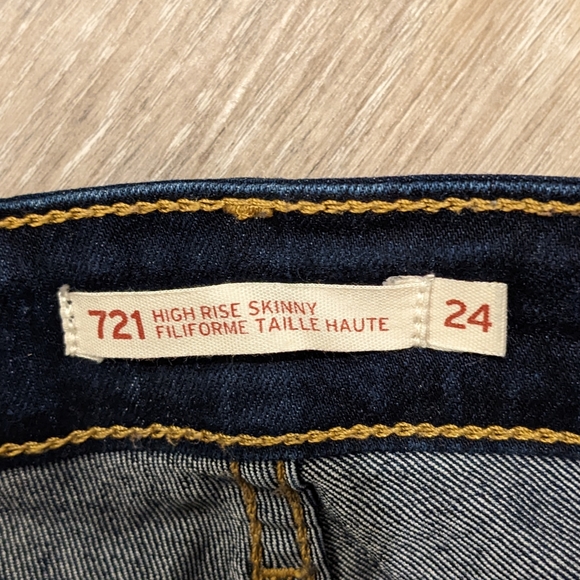 721 HIGH RISE SKINNY
FILIFORME TAILLE HAUTE
24